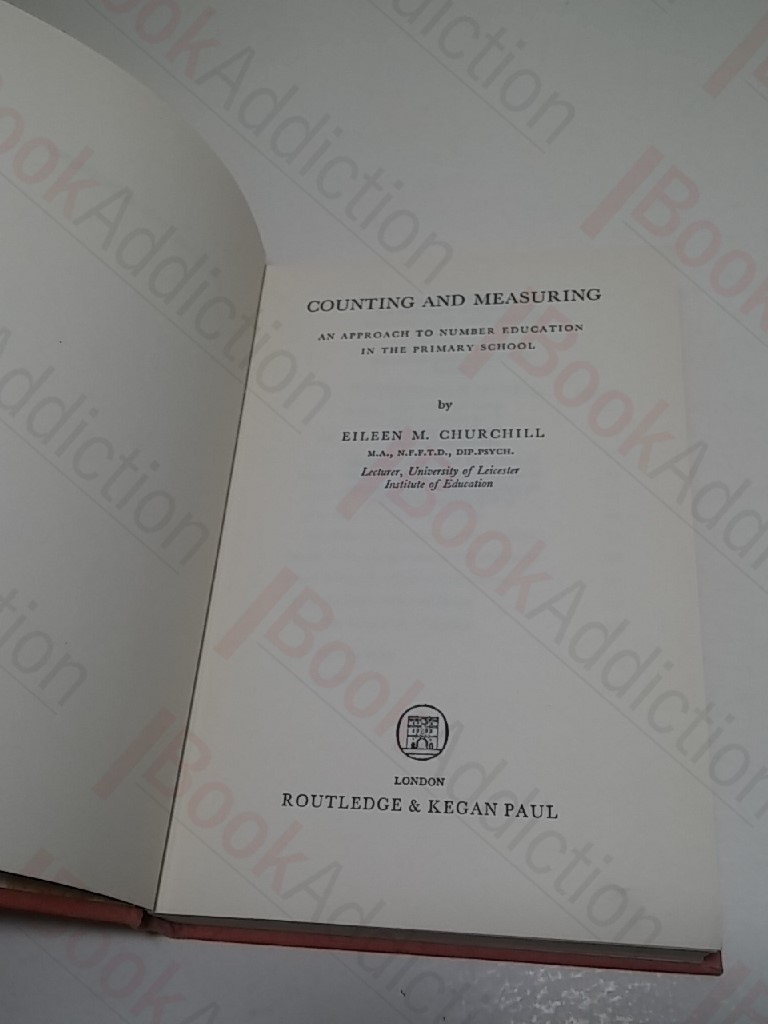 COUNTING AND MEASURING
AN APPROACH TO NUMBER EDUCATION
IN THE PRIMARY SCHOOL
by
EILEEN M. CHURCHILL
M.A., N.F.F.T.D., DIP.PSYCH.
Lecturer, University of Leicester
Institute of Education
LONDON
ROUTLEDGE & KEGAN PAUL
BookAddiction